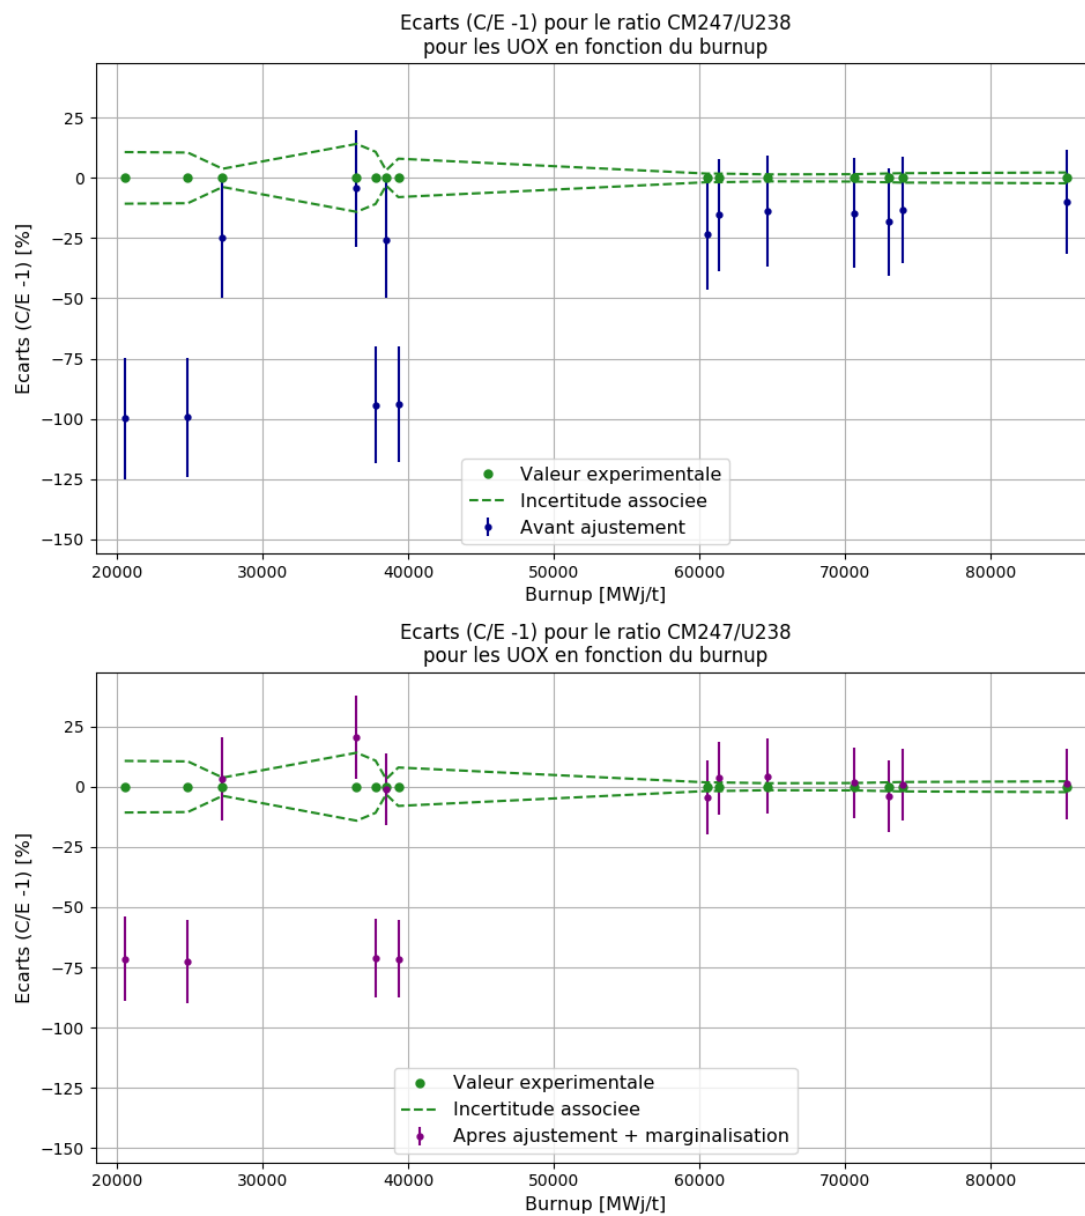 Ecarts (C/E -1) pour le ratio CM247/U238
pour les UOX en fonction du burnup
Ecarts (C/E -1) [%]
25
0
−25
−50
−75
−100
−125
−150
Valeur experimentale
Incertitude associee
Avant ajustement
20000 30000 40000 50000 60000 70000 80000
Burnup [MWj/t]
Ecarts (C/E -1) pour le ratio CM247/U238
pour les UOX en fonction du burnup
Ecarts (C/E -1) [%]
25
0
−25
−50
−75
−100
−125
−150
Valeur experimentale
Incertitude associee
Apres ajustement + marginalisation
20000 30000 40000 50000 60000 70000 80000
Burnup [MWj/t]